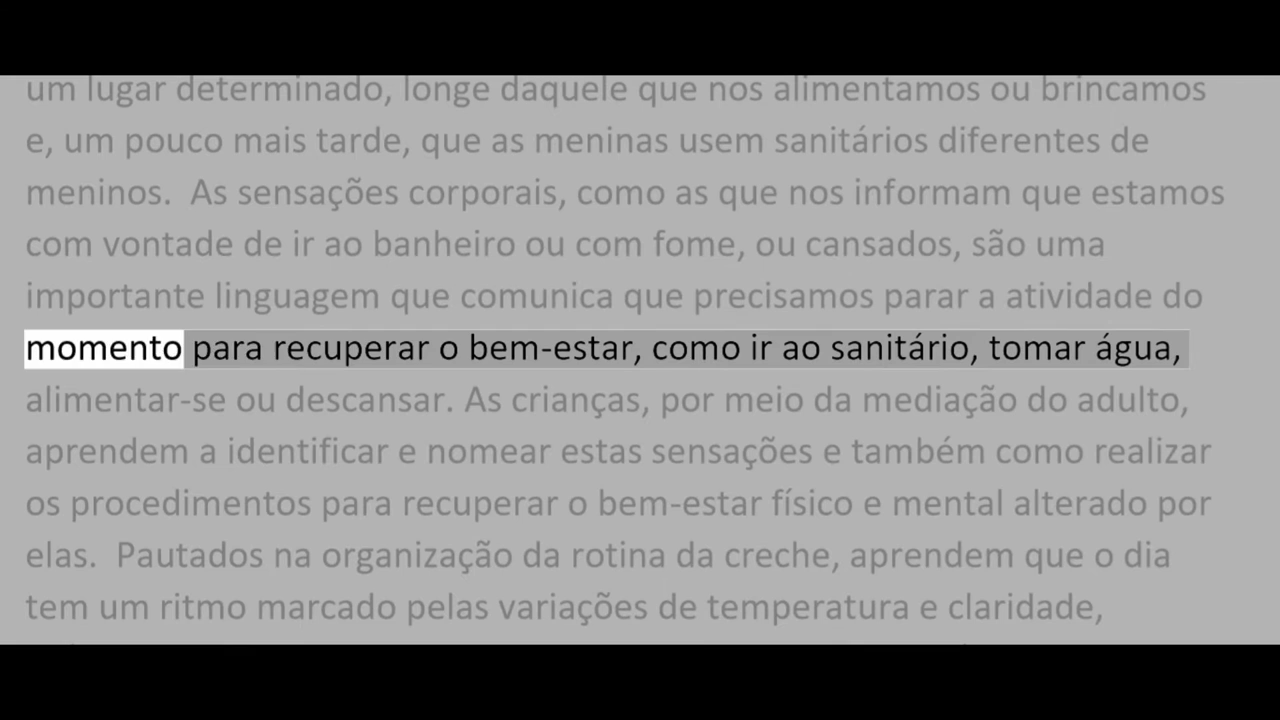 um lugar determinado, longe daquele que nos alimentamos ou brincamos
e, um pouco mais tarde, que as meninas usem sanitários diferentes de
meninos.  As sensações corporais, como as que nos informam que estamos
com vontade de ir ao banheiro ou com fome, ou cansados, são uma
importante linguagem que comunica que precisamos parar a atividade do
momento para recuperar o bem-estar, como ir ao sanitário, tomar água,
alimentar-se ou descansar. As crianças, por meio da mediação do adulto,
aprendem a identificar e nomear estas sensações e também como realizar
os procedimentos para recuperar o bem-estar físico e mental alterado por
elas.  Pautados na organização da rotina da creche, aprendem que o dia
tem um ritmo marcado pelas variações de temperatura e claridade,